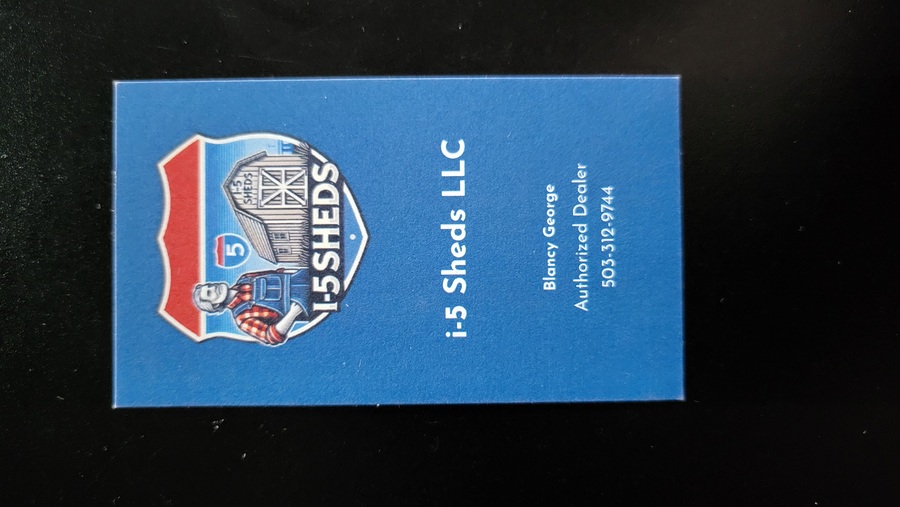 I-5
SHEDS
5
I-5 SHEDS
i-5 Sheds LLC
Blancy George
Authorized Dealer
503-312-9744